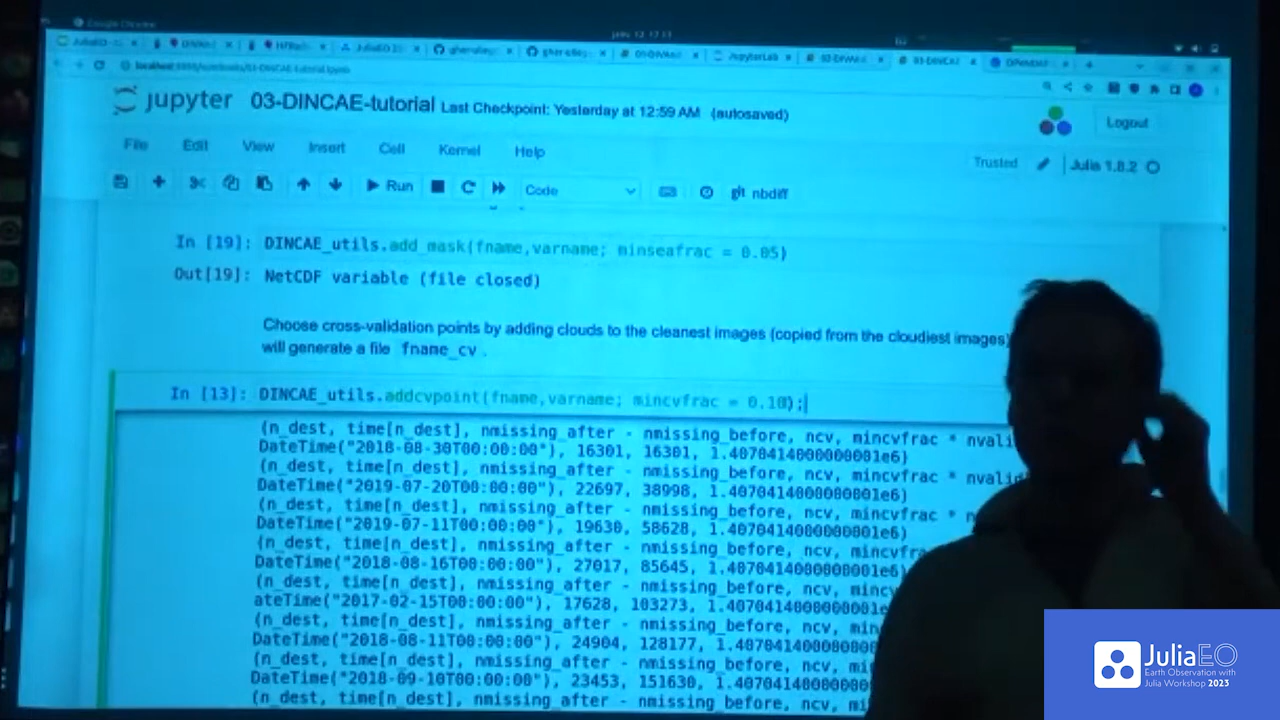 Google Chrome
jupyter 03-DINCAE-tutorial Last Checkpoint: Yesterday at 12:59 AM (autosaved)
Logout
File Edit View Insert Cell Kernel Help
Trusted Julia 1.8.2
Run Code nbdiff
In [19]: DINCAE_utils.add_mask(fname,varname; minseafrac = 0.05)
Out[19]: NetCDF variable (file closed)
Choose cross-validation points by adding clouds to the cleanest images (copied from the cloudiest images)
will generate a file fname_cv .
In [13]: DINCAE_utils.addcvpoint(fname,varname; mincvfrac = 0.10);
(n_dest, time[n_dest], nmissing_after - nmissing_before, ncv, mincvfrac * nvali
DateTime("2018-08-30T00:00:00"), 16301, 16301, 1.4070414000000001e6)
(n_dest, time[n_dest], nmissing_after - nmissing_before, ncv, mincvfrac * nvalid
DateTime("2019-07-20T00:00:00"), 22697, 38998, 1.4070414000000001e6)
(n_dest, time[n_dest], nmissing_after - nmissing_before, ncv, mincvfrac *
DateTime("2019-07-11T00:00:00"), 19630, 58628, 1.4070414000000001e6)
(n_dest, time[n_dest], nmissing_after - nmissing_before, ncv, mincvfra
DateTime("2018-08-16T00:00:00"), 27017, 85645, 1.4070414000000001e6)
(n_dest, time[n_dest], nmissing_after - nmissing_before, ncv, mincv
ateTime("2017-02-15T00:00:00"), 17628, 103273, 1.4070414000000001e
(n_dest, time[n_dest], nmissing_after - nmissing_before, ncv, min
DateTime("2018-08-11T00:00:00"), 24904, 128177, 1.4070414000000
(n_dest, time[n_dest], nmissing_after - nmissing_before, ncv, mi
DateTime("2018-09-10T00:00:00"), 23453, 151630, 1.4070414000000
(n_dest, time[n_dest], nmissing_after - nmissing_before, ncv, mi
JuliaEO
Earth Observation with
Julia Workshop 2023